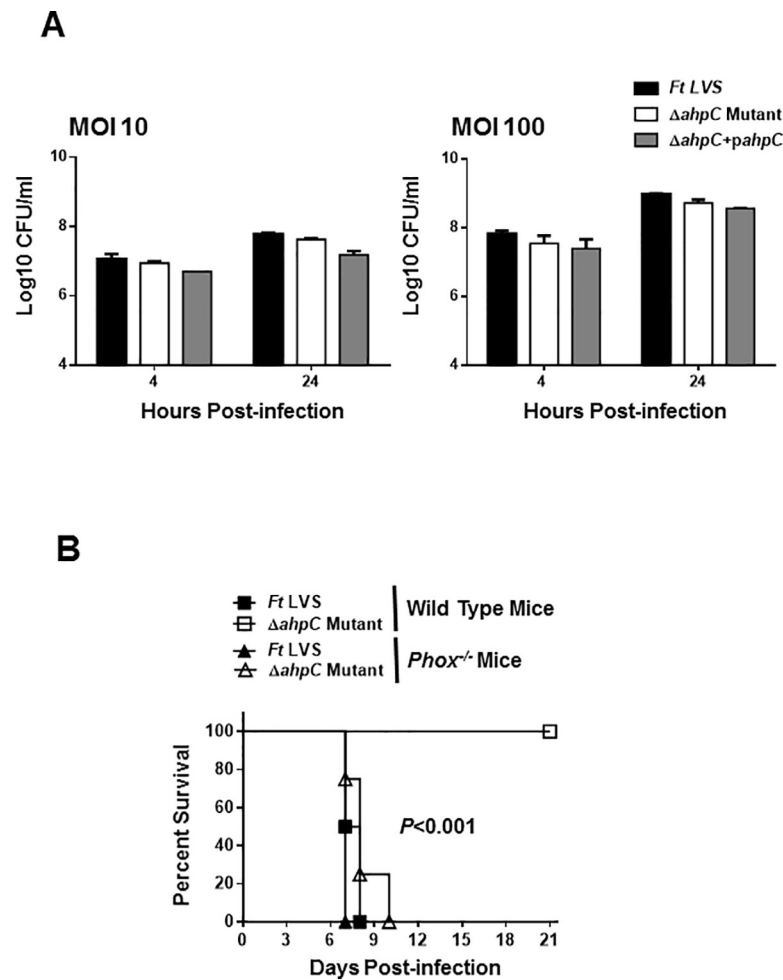 A
Ft LVS
ΔahpC Mutant
ΔahpC+pahpC
MOI 10
10
8
6
4
Log10 CFU/ml
4 24
Hours Post-infection
MOI 100
10
8
6
4
Log10 CFU/ml
4 24
Hours Post-infection
B
Ft LVS
ΔahpC Mutant
Wild Type Mice
Ft LVS
ΔahpC Mutant
Phox-/- Mice
100
80
60
40
20
0
Percent Survival
P<0.001
0 3 6 9 12 15 18 21
Days Post-infection